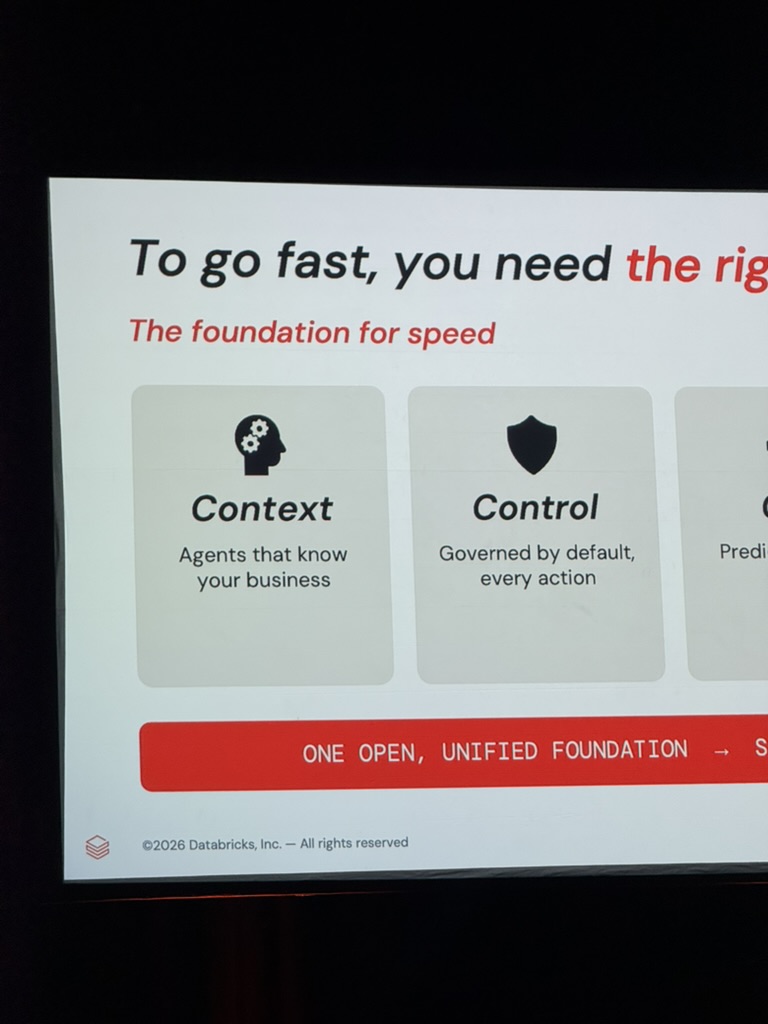 To go fast, you need the rig
The foundation for speed
Context
Agents that know
your business
Control
Governed by default,
every action
C
Predi
ONE OPEN, UNIFIED FOUNDATION → S
©2026 Databricks, Inc. — All rights reserved